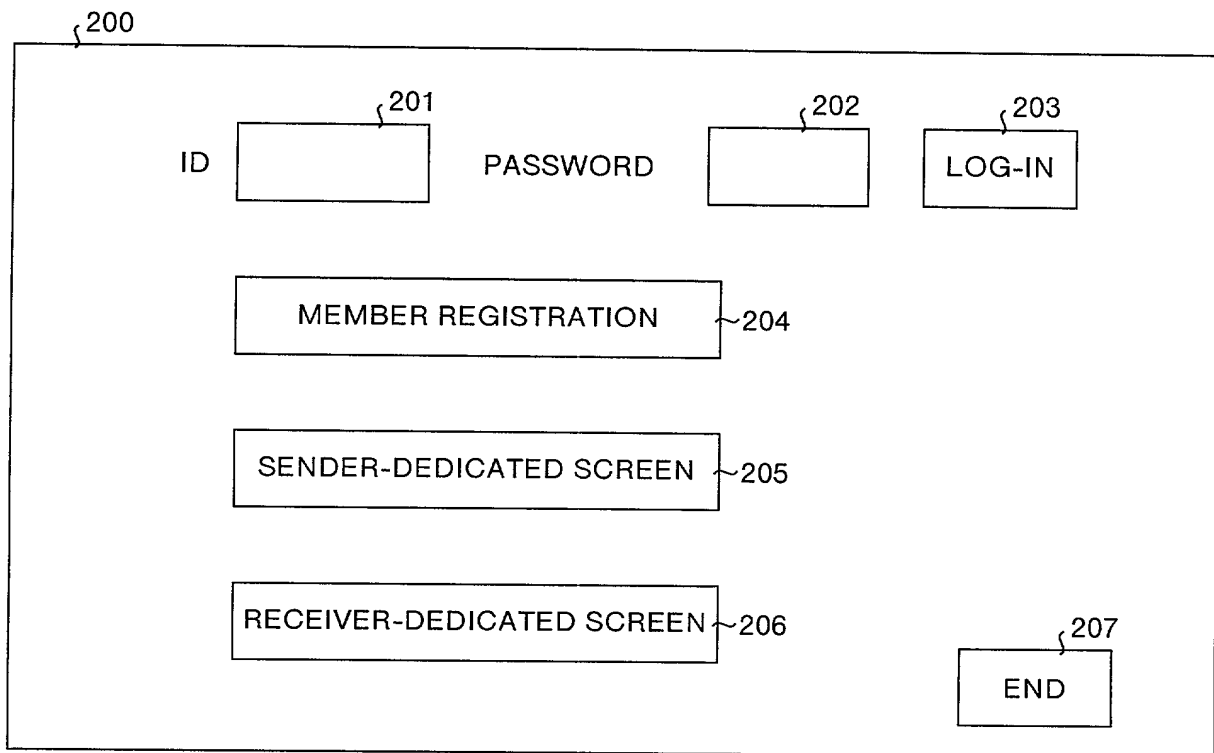 200
201
202
203
ID
PASSWORD
LOG-IN
MEMBER REGISTRATION
204
SENDER-DEDICATED SCREEN
205
RECEIVER-DEDICATED SCREEN
206
207
END